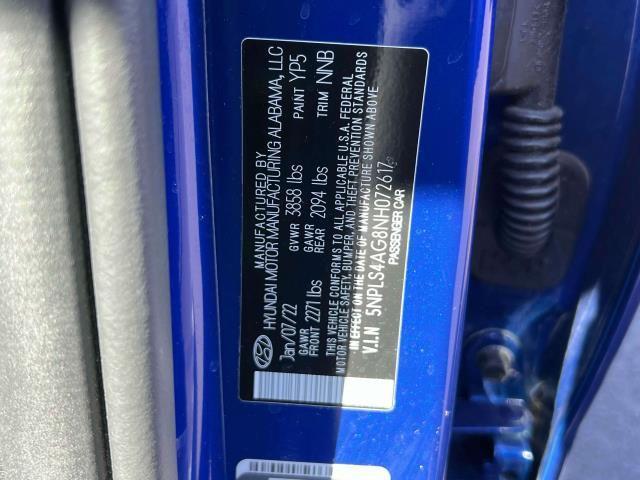 MANUFACTURED BY
HYUNDAI MOTOR MANUFACTURING ALABAMA, LLC
Jan/07/22 GVWR 3858 lbs PAINT YP5
GAWR FRONT 2271 lbs GAWR REAR 2094 lbs TRIM NNB
THIS VEHICLE CONFORMS TO ALL APPLICABLE U.S.A. FEDERAL
MOTOR VEHICLE SAFETY, BUMPER, AND THEFT PREVENTION STANDARDS
IN EFFECT ON THE DATE OF MANUFACTURE SHOWN ABOVE
V.I.N 5NPLS4AG8NH072617
PASSENGER CAR